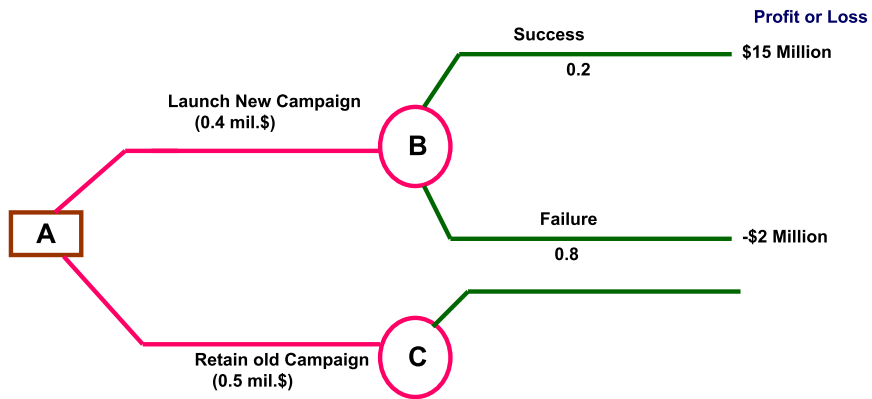 Profit or Loss
Success
$15 Million
0.2
Launch New Campaign
(0.4 mil.$)
B
Failure
-$2 Million
0.8
A
C
Retain old Campaign
(0.5 mil.$)